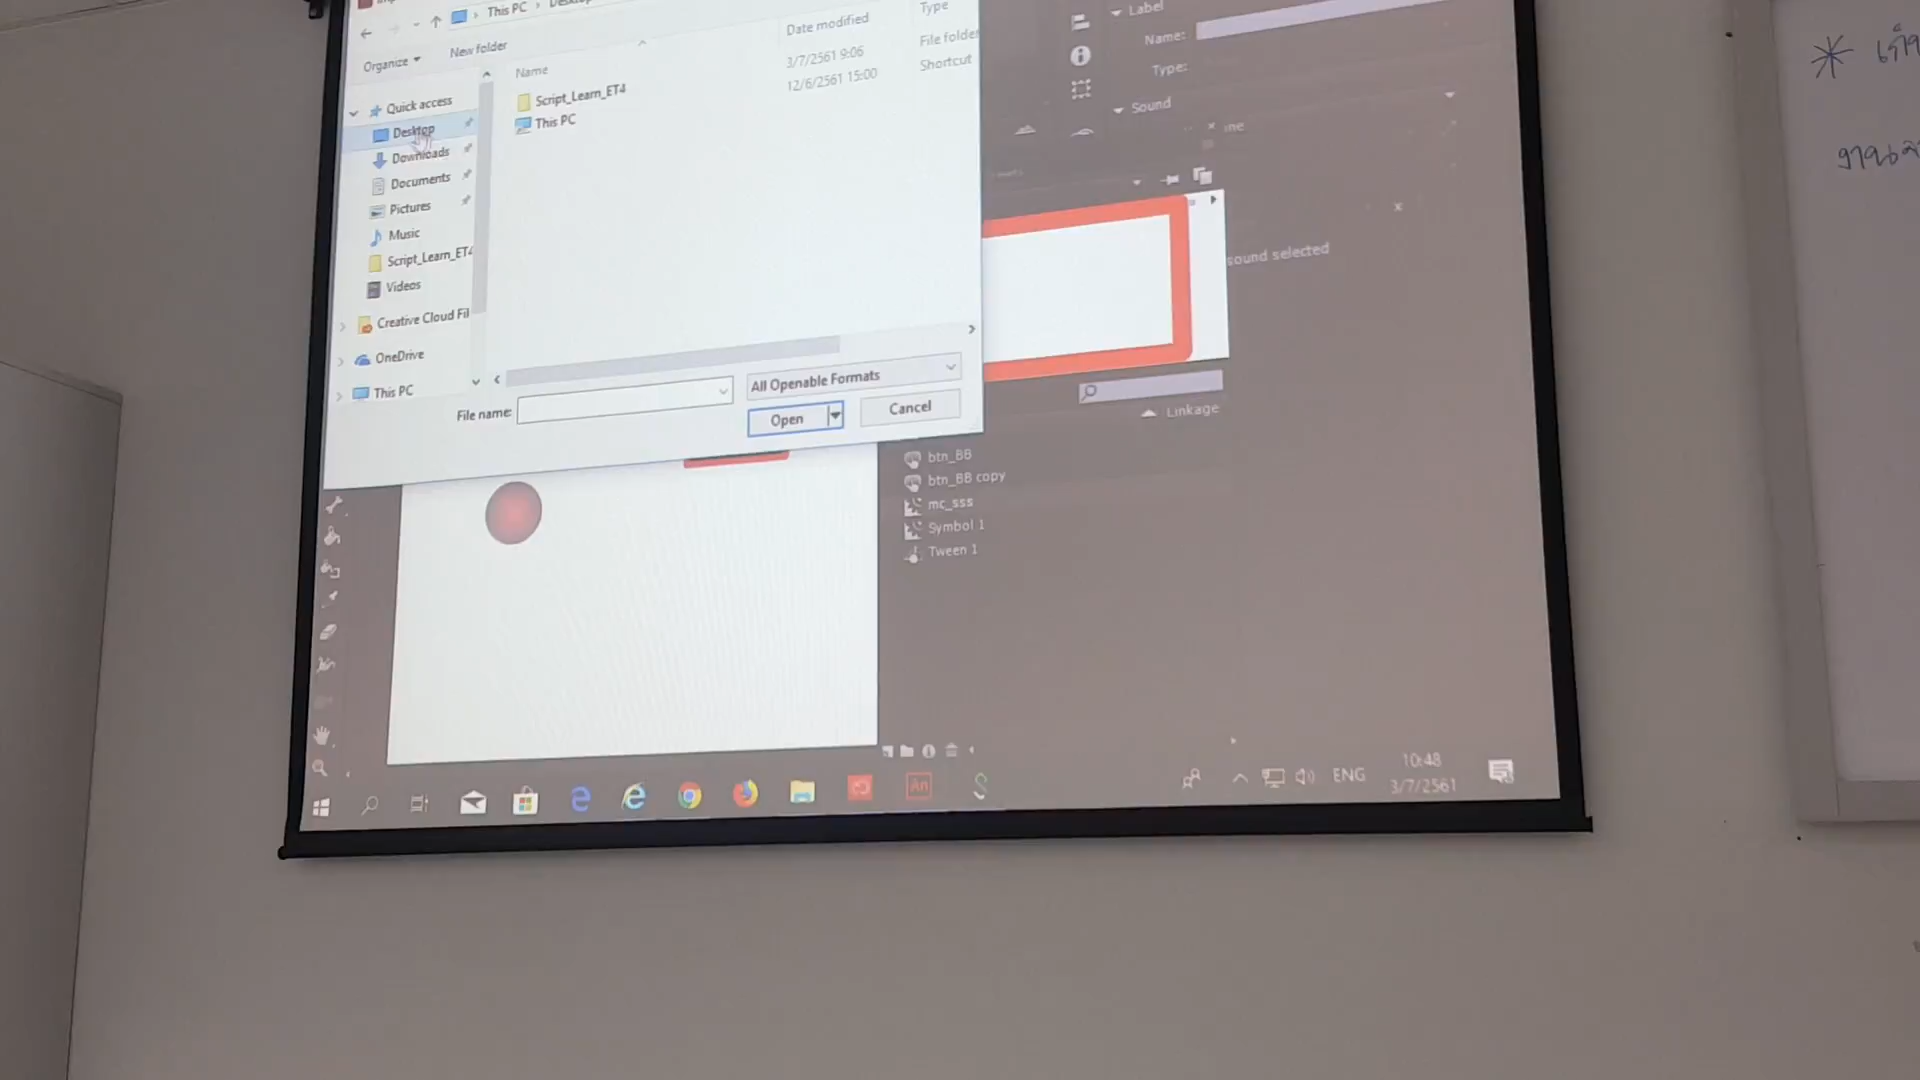 This PC
Organize
New folder
Name
Date modified
Type
Script_Learn_ET4
3/7/2561 9:06
File folder
This PC
12/6/2561 15:00
Shortcut
Quick access
Desktop
Downloads
Documents
Pictures
Music
Script_Learn_ET4
Videos
Creative Cloud Fil
OneDrive
This PC
File name:
All Openable Formats
Open
Cancel
Label
Name:
Type:
Sound
sound selected
Linkage
btn_BB
btn_BB copy
mc_sss
Symbol 1
Tween 1
An
ENG
10:48
3/7/2561